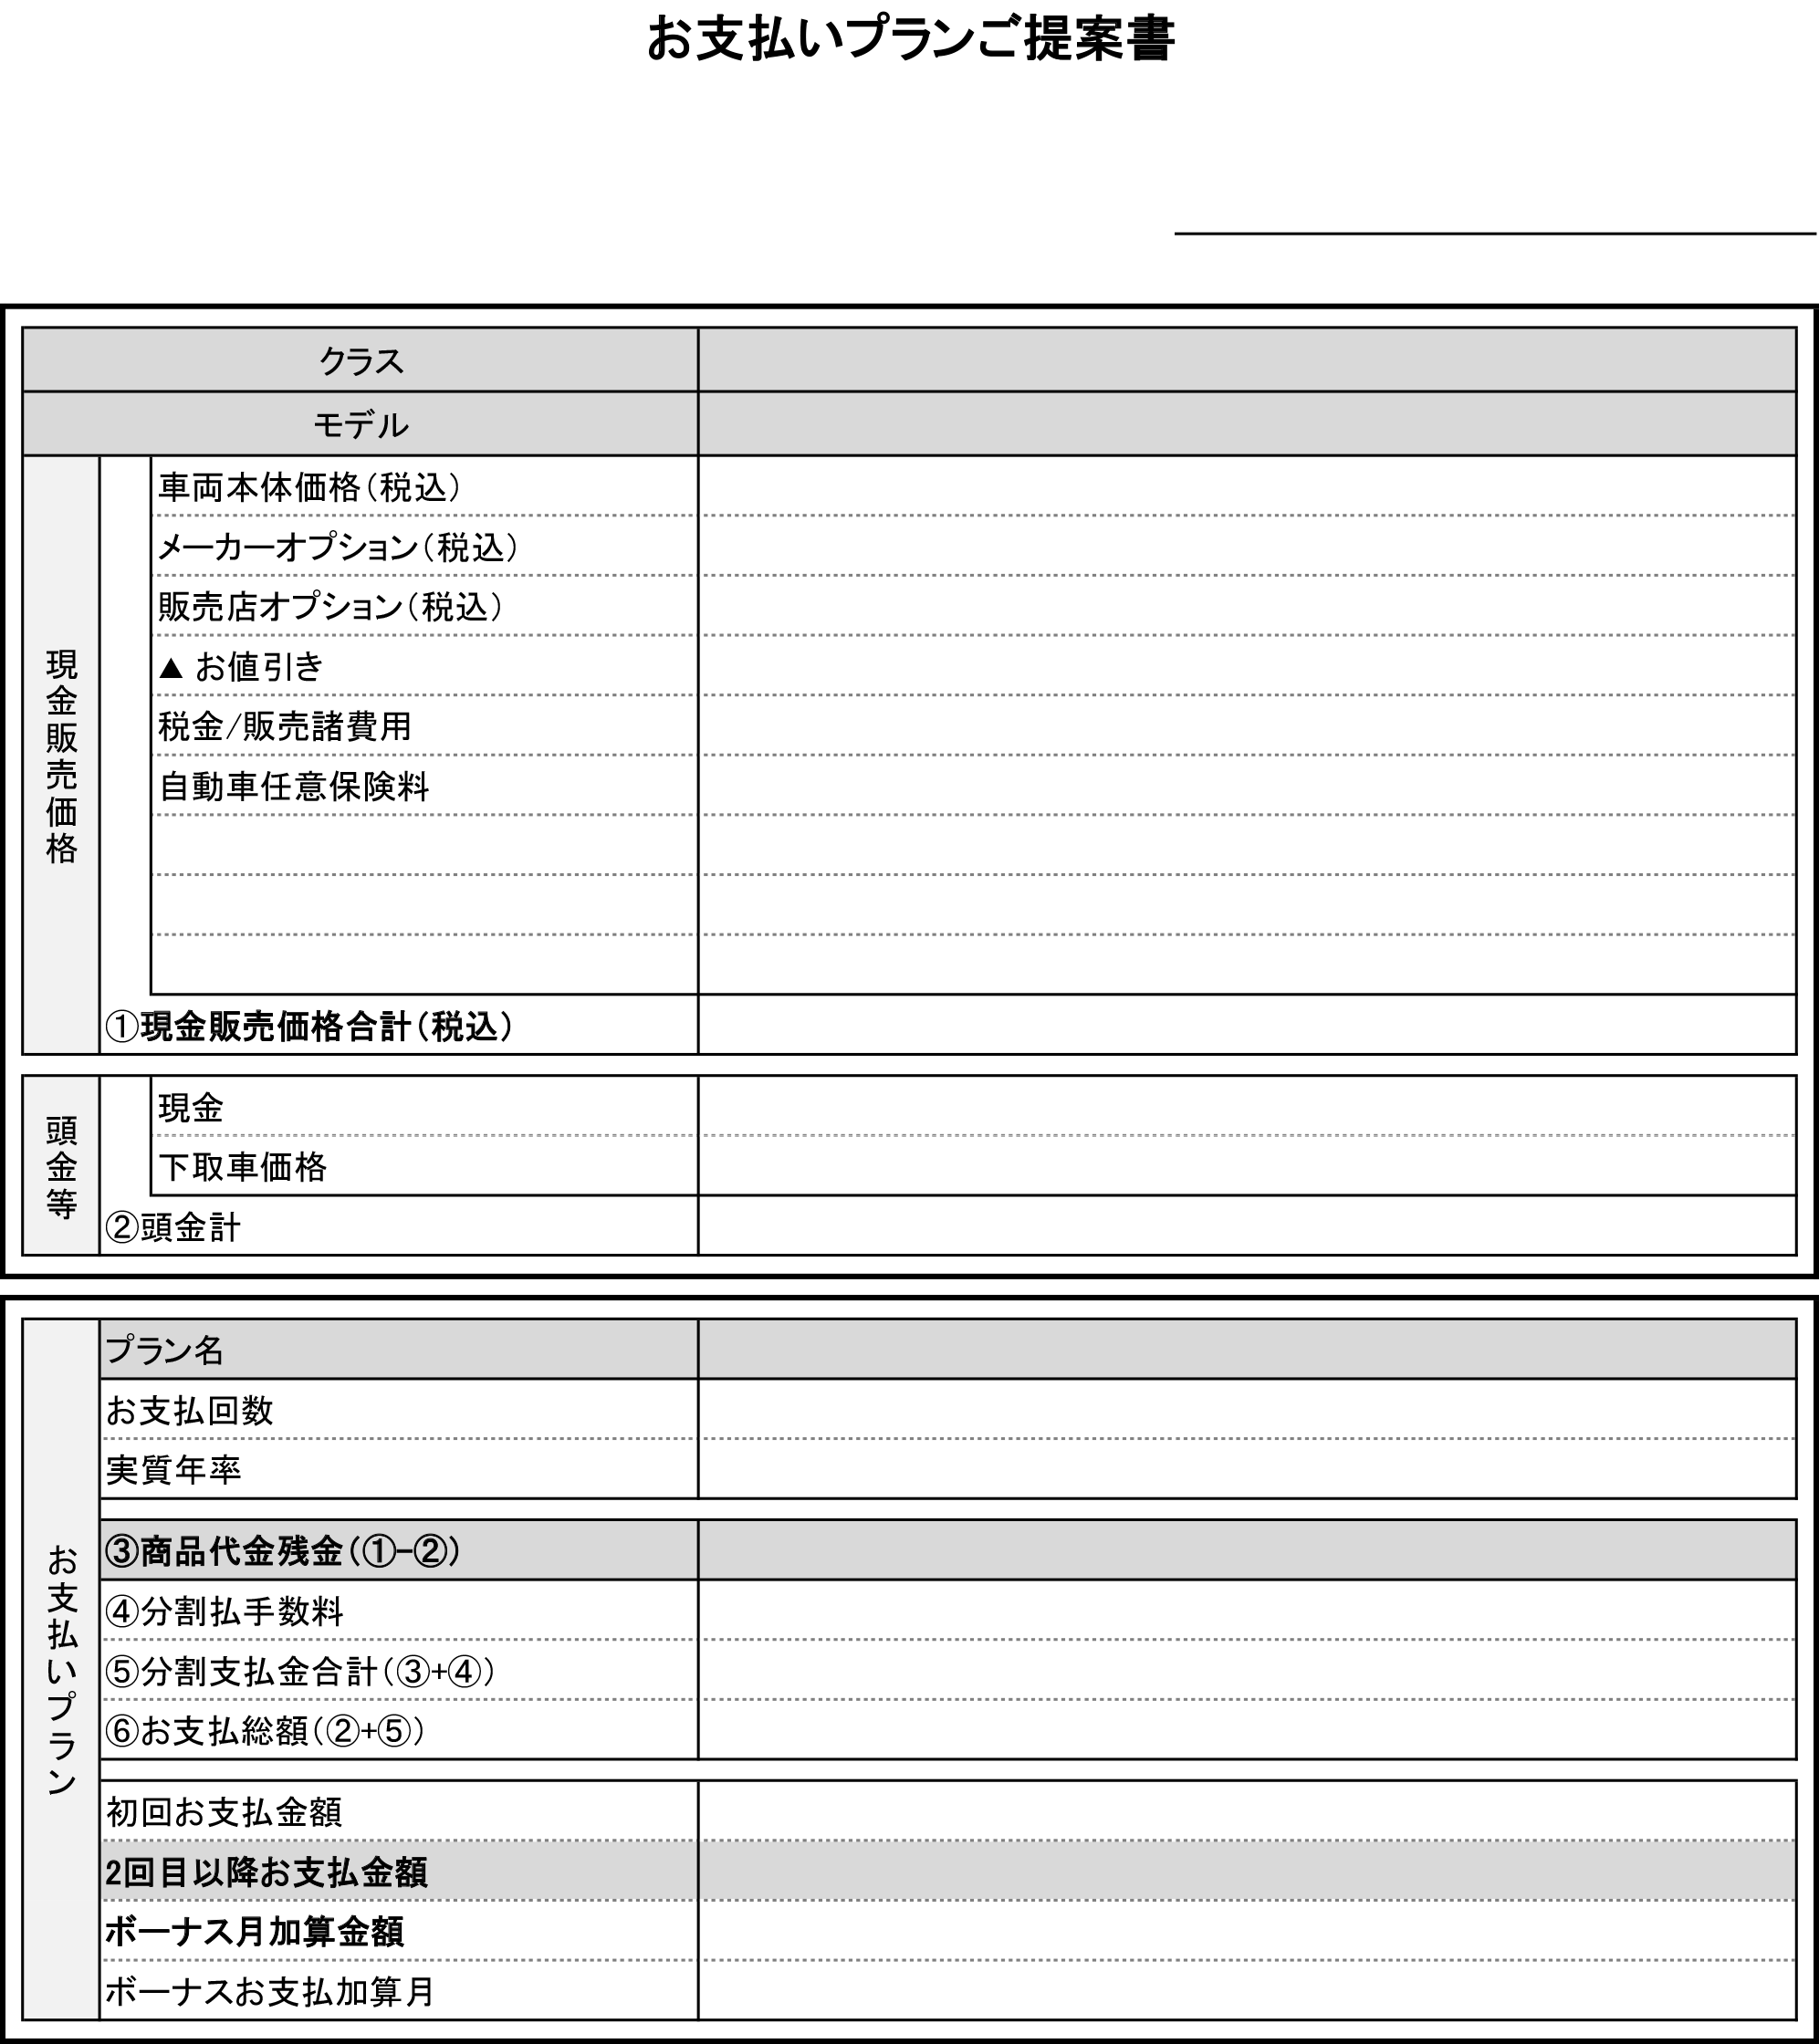 お支払いプランご提案書
クラス
モデル
現金販売価格
車両本体価格（税込）
メーカーオプション（税込）
販売店オプション（税込）
▲ お値引き
税金/販売諸費用
自動車任意保険料
①現金販売価格合計（税込）
頭金等
現金
下取車価格
②頭金計
お支払いプラン
プラン名
お支払回数
実質年率
③商品代金残金（①-②）
④分割払手数料
⑤分割支払金合計（③+④）
⑥お支払総額（②+⑤）
初回お支払金額
2回目以降お支払金額
ボーナス月加算金額
ボーナスお支払加算月